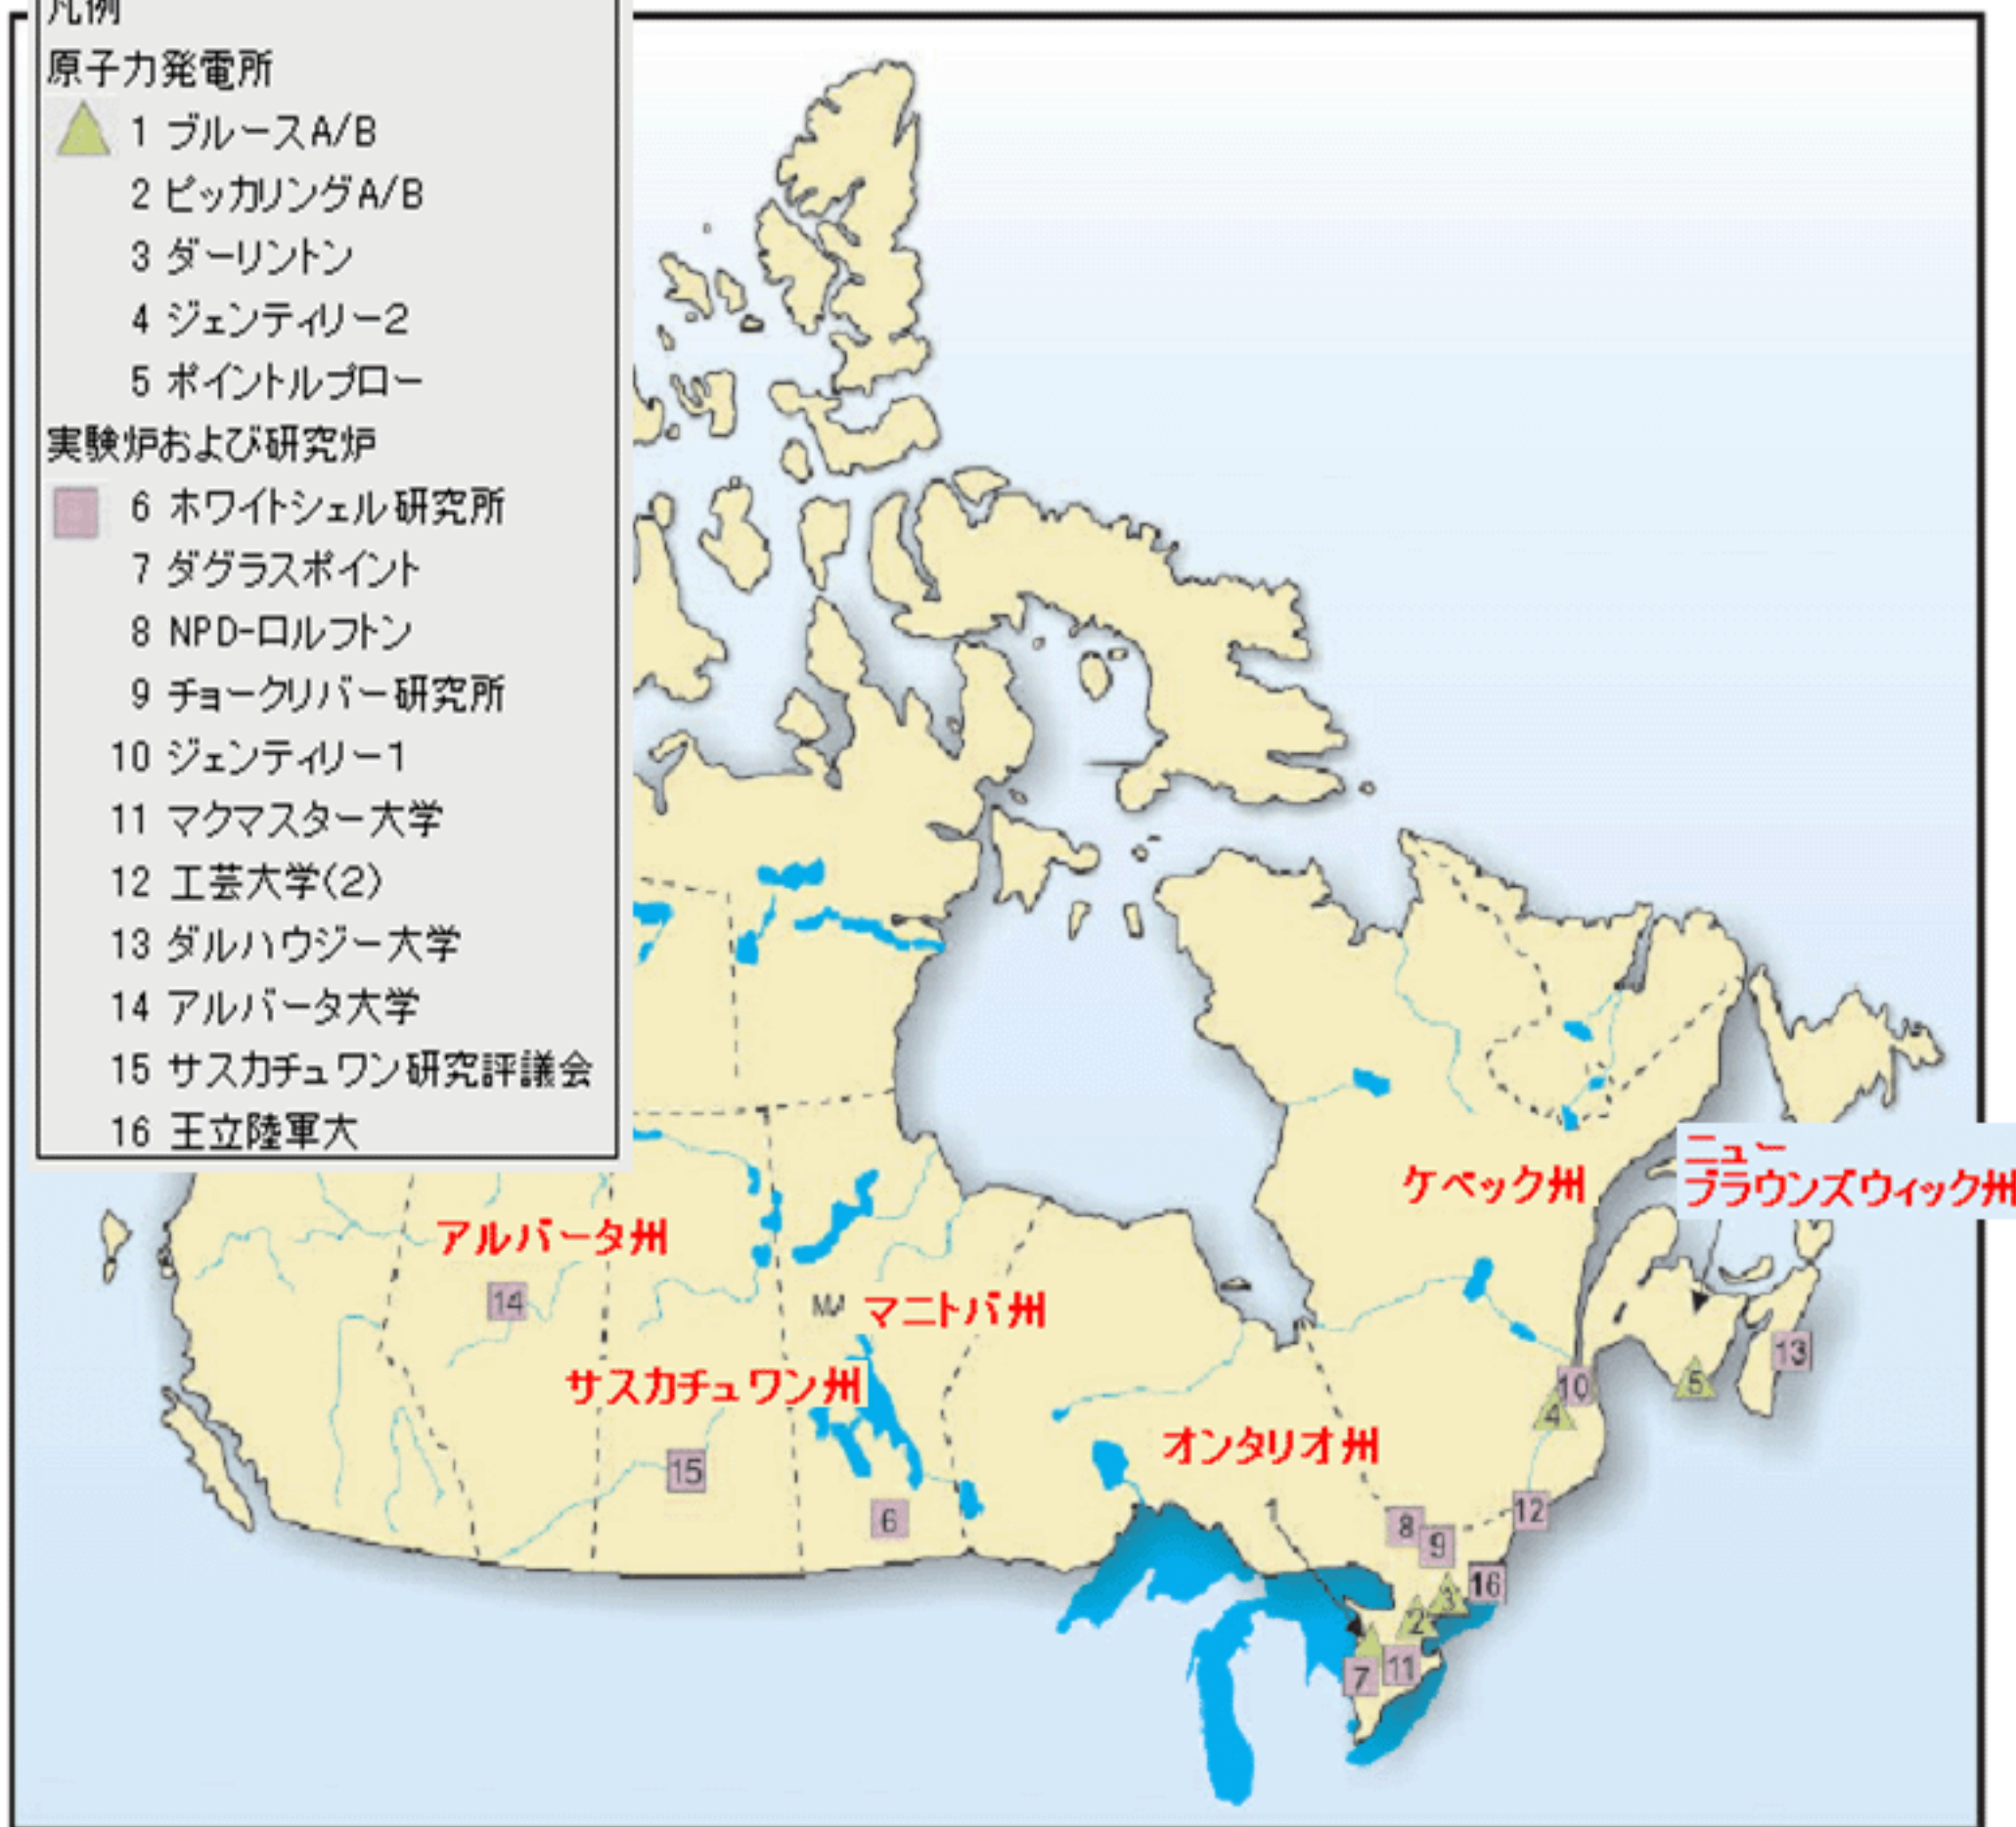 凡例
原子力発電所
1 ブルースA/B
2 ピッカリングA/B
3 ダーリントン
4 ジェンティリー2
5 ポイントルプロー
実験炉および研究炉
6 ホワイトシェル研究所
7 ダグラスポイント
8 NPD-ロルフトン
9 チョークリバー研究所
10 ジェンティリー1
11 マクマスター大学
12 工芸大学(2)
13 ダルハウジー大学
14 アルバータ大学
15 サスカチュワン研究評議会
16 王立陸軍大
ニュー
ブラウンズウィック州
ケベック州
アルバータ州
14
マニトバ州
13
サスカチュワン州
5
10
4
オンタリオ州
15
6
1
8
9
12
16
3
2
11
7